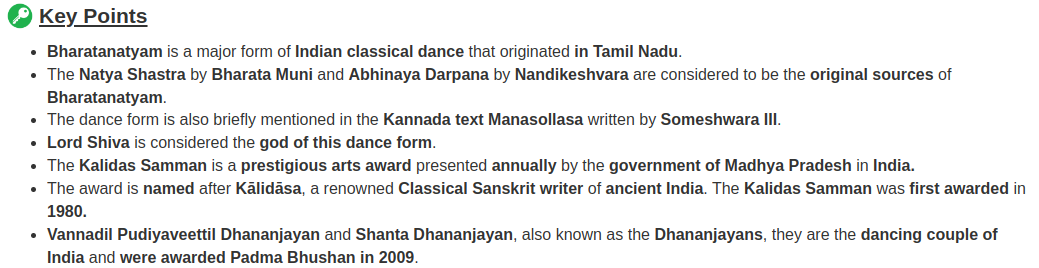 Key Points
Bharatanatyam is a major form of Indian classical dance that originated in Tamil Nadu.
The Natya Shastra by Bharata Muni and Abhinaya Darpana by Nandikeshvara are considered to be the original sources of
Bharatanatyam.
The dance form is also briefly mentioned in the Kannada text Manasollasa written by Someshwara III.
Lord Shiva is considered the god of this dance form.
The Kalidas Samman is a prestigious arts award presented annually by the government of Madhya Pradesh in India.
The award is named after Kālidāsa, a renowned Classical Sanskrit writer of ancient India. The Kalidas Samman was first awarded in
1980.
Vannadil Pudiyaveettil Dhananjayan and Shanta Dhananjayan, also known as the Dhananjayans, they are the dancing couple of
India and were awarded Padma Bhushan in 2009.